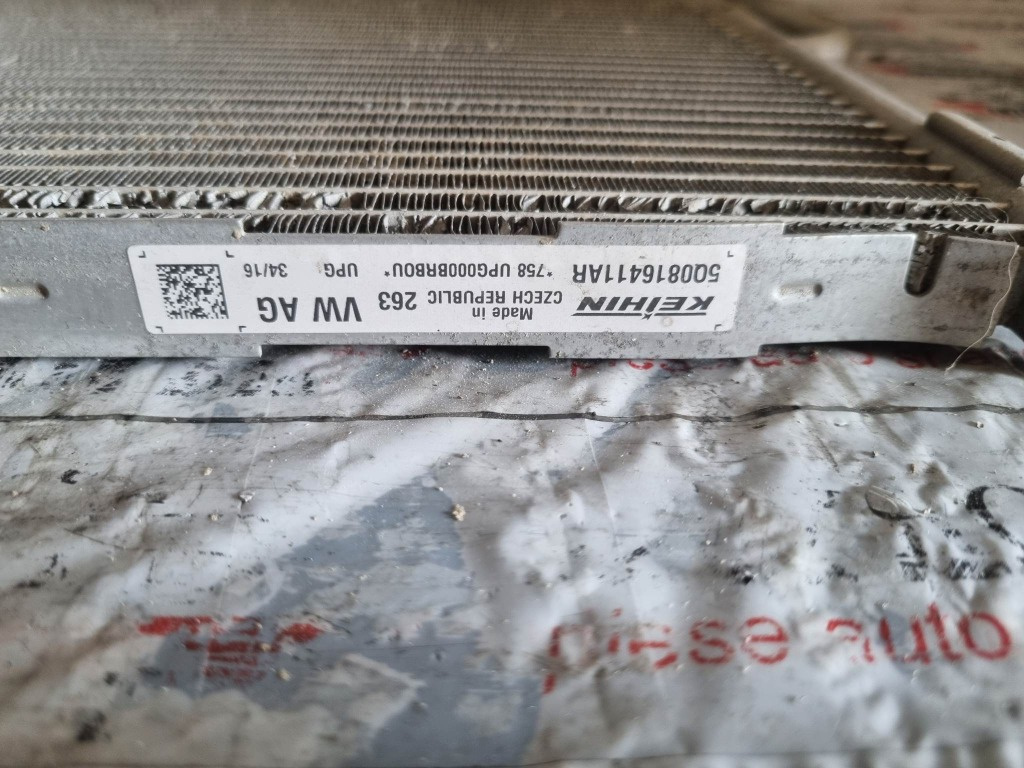 KEIHIN Made in CZECH REPUBLIC 263 VW AG
5Q0816411AR *758 UPG000BRBOU* UPG 34/16
piese auto